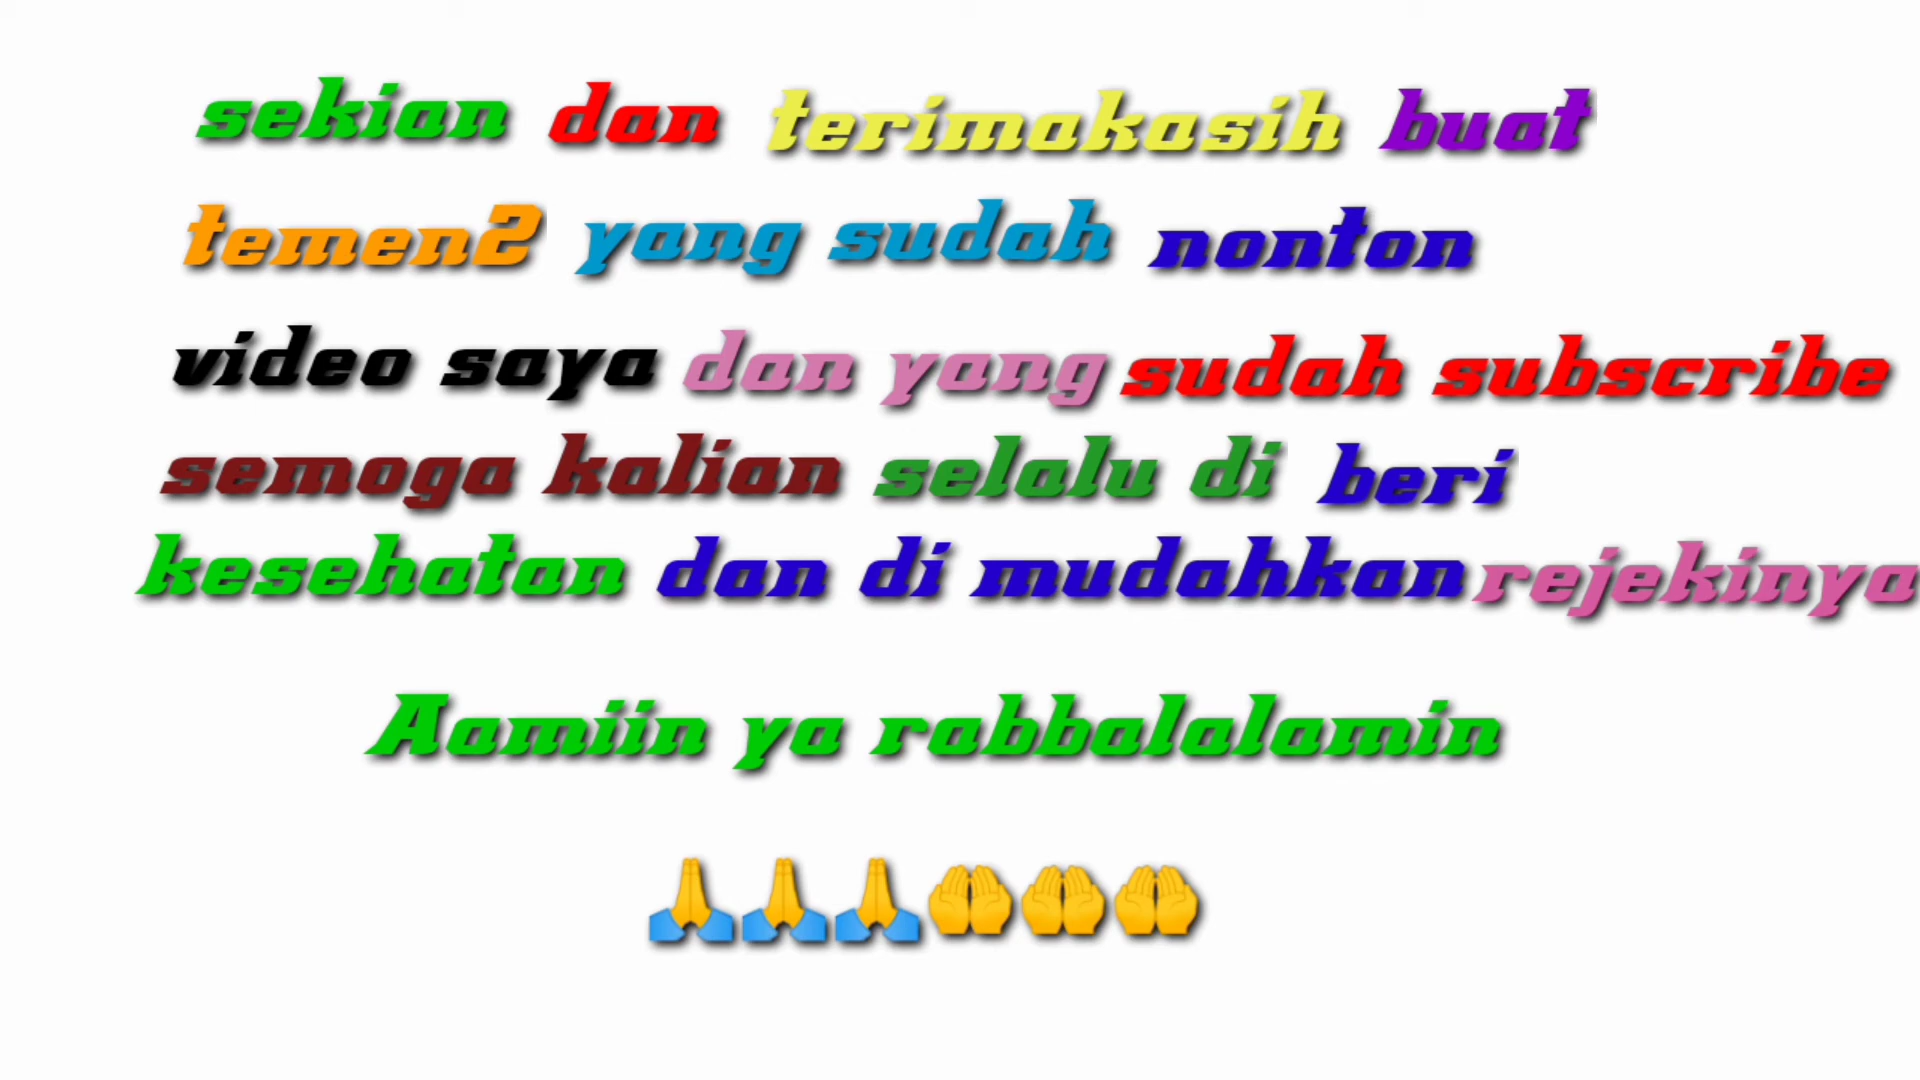 sekian dan terimakasih buat
temen2 yang sudah nonton
video saya dan yang sudah subscribe
semoga kalian selalu di beri
kesehatan dan di mudahkan rejekinya
Aamiin ya rabbalalamin
🙏🙏🙏🤲🤲🤲